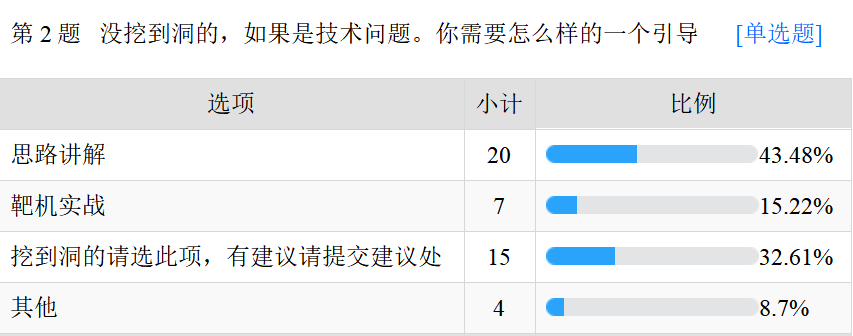 第 2 题 没挖到洞的，如果是技术问题。你需要怎么样的一个引导 [单选题]
选项 小计 比例
思路讲解 20 43.48%
靶机实战 7 15.22%
挖到洞的请选此项，有建议请提交建议处 15 32.61%
其他 4 8.7%